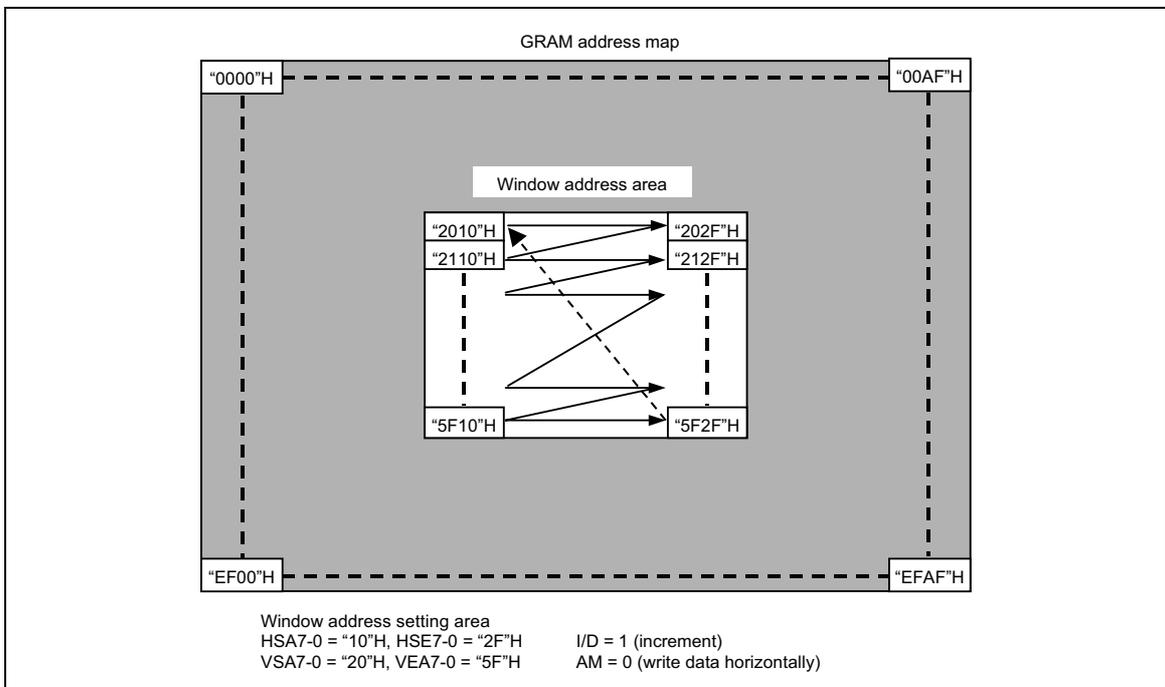 GRAM address map
“0000”H “00AF”H
Window address area
“2010”H “202F”H
“2110”H “212F”H
“5F10”H “5F2F”H
“EF00”H “EFAF”H
Window address setting area
HSA7-0 = “10”H, HSE7-0 = “2F”H I/D = 1 (increment)
VSA7-0 = “20”H, VEA7-0 = “5F”H AM = 0 (write data horizontally)